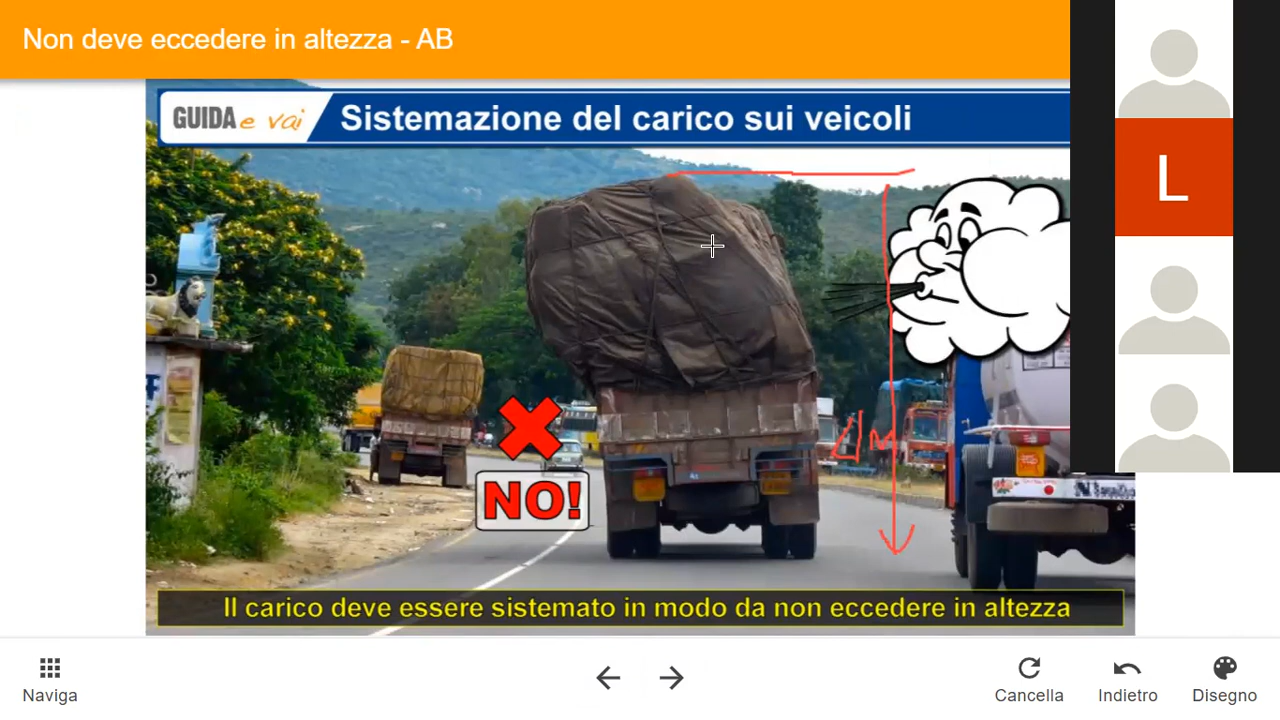 Non deve eccedere in altezza - AB
GUIDA e vai
Sistemazione del carico sui veicoli
L
4m
NO!
Il carico deve essere sistemato in modo da non eccedere in altezza
Naviga
Cancella
Indietro
Disegno